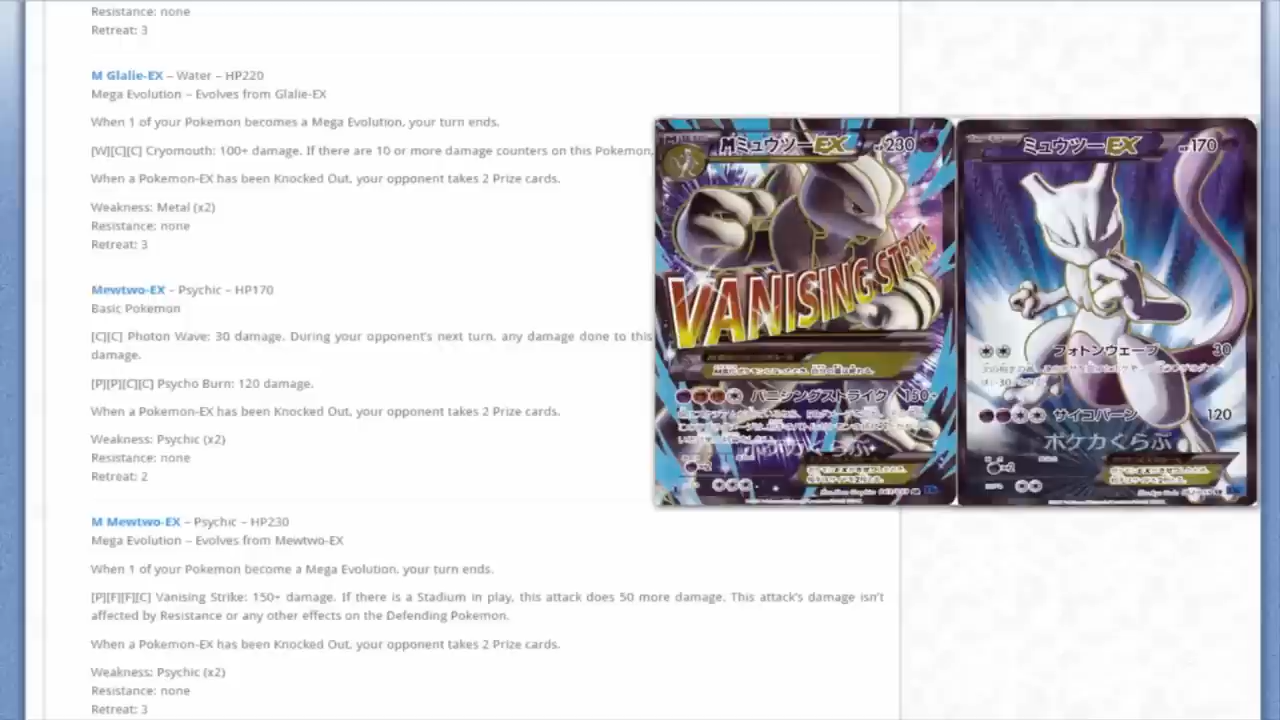 Resistance: none
Retreat: 3
M Glalie-EX – Water – HP220
Mega Evolution – Evolves from Glalie-EX
When 1 of your Pokemon becomes a Mega Evolution, your turn ends.
[W][C][C] Cryomouth: 100+ damage. If there are 10 or more damage counters on this Pokemon,
When a Pokemon-EX has been Knocked Out, your opponent takes 2 Prize cards.
Weakness: Metal (x2)
Resistance: none
Retreat: 3
Mewtwo-EX – Psychic – HP170
Basic Pokemon
[C][C] Photon Wave: 30 damage. During your opponent's next turn, any damage done to this
damage.
[P][P][C][C] Psycho Burn: 120 damage.
When a Pokemon-EX has been Knocked Out, your opponent takes 2 Prize cards.
Weakness: Psychic (x2)
Resistance: none
Retreat: 2
M Mewtwo-EX – Psychic – HP230
Mega Evolution – Evolves from Mewtwo-EX
When 1 of your Pokemon become a Mega Evolution, your turn ends.
[P][F][F][C] Vanising Strike: 150+ damage. If there is a Stadium in play, this attack does 50 more damage. This attack's damage isn't
affected by Resistance or any other effects on the Defending Pokemon.
When a Pokemon-EX has been Knocked Out, your opponent takes 2 Prize cards.
Weakness: Psychic (x2)
Resistance: none
Retreat: 3
MミュウツーEX HP230
VANISING STRIKE
バニシングストライク 150+
×2
ミュウツーEX HP170
フォトンウェーブ 30
サイコバーン 120
ポケカくらぶ
×2